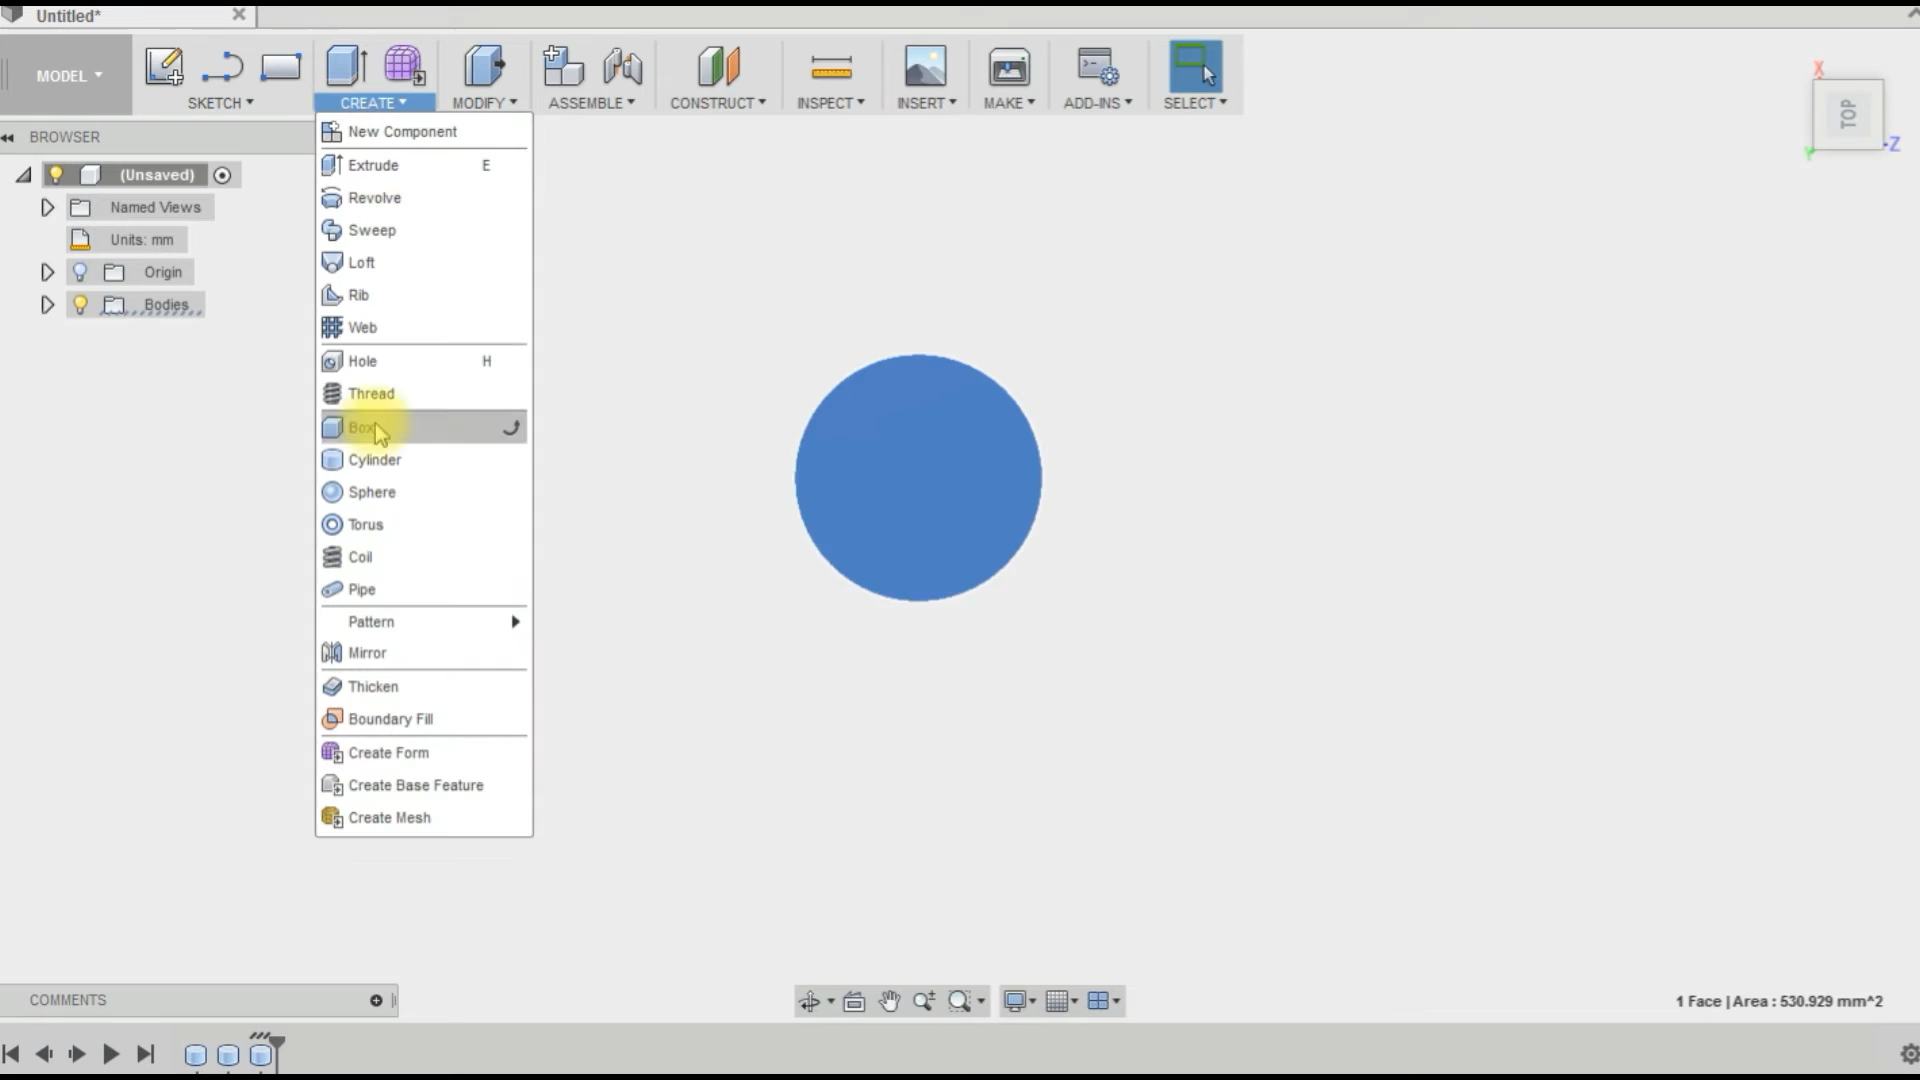 Untitled*
MODEL
SKETCH
CREATE
MODIFY
ASSEMBLE
CONSTRUCT
INSPECT
INSERT
MAKE
ADD-INS
SELECT
X
TOP
Z
Y
BROWSER
(Unsaved)
Named Views
Units: mm
Origin
Bodies
New Component
Extrude E
Revolve
Sweep
Loft
Rib
Web
Hole H
Thread
Box
Cylinder
Sphere
Torus
Coil
Pipe
Pattern
Mirror
Thicken
Boundary Fill
Create Form
Create Base Feature
Create Mesh
COMMENTS
1 Face | Area : 530.929 mm^2